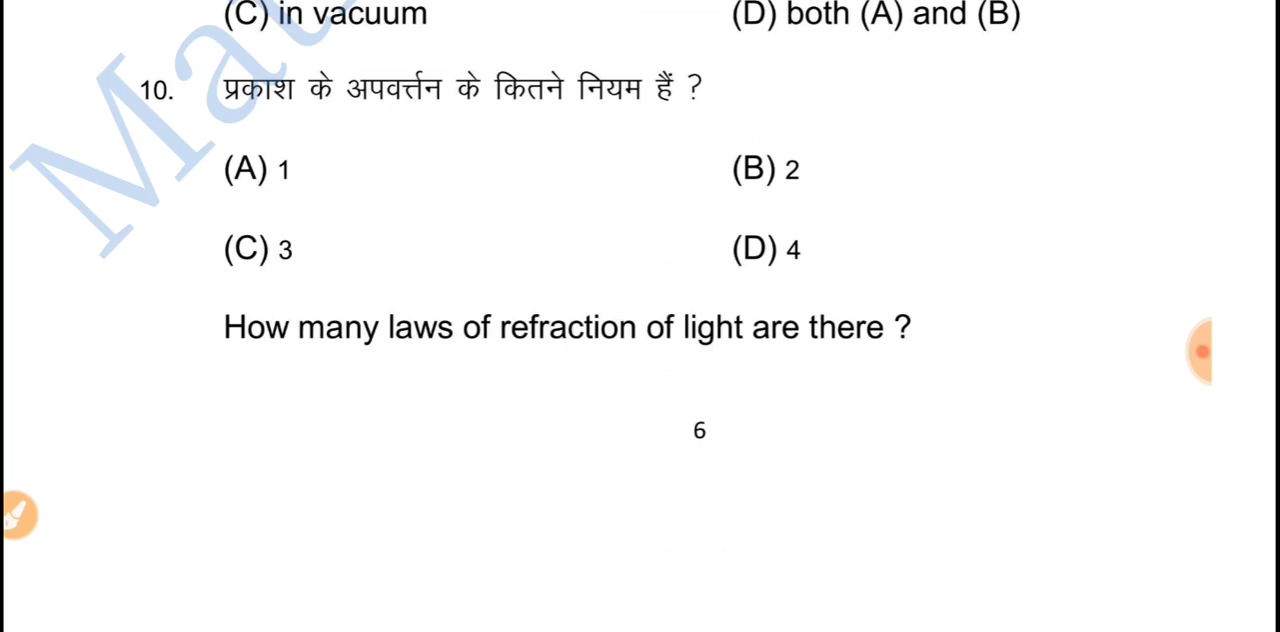 (C) in vacuum (D) both (A) and (B)
10. प्रकाश के अपवर्त्तन के कितने नियम हैं ?
(A) 1 (B) 2
(C) 3 (D) 4
How many laws of refraction of light are there ?
6
Mat